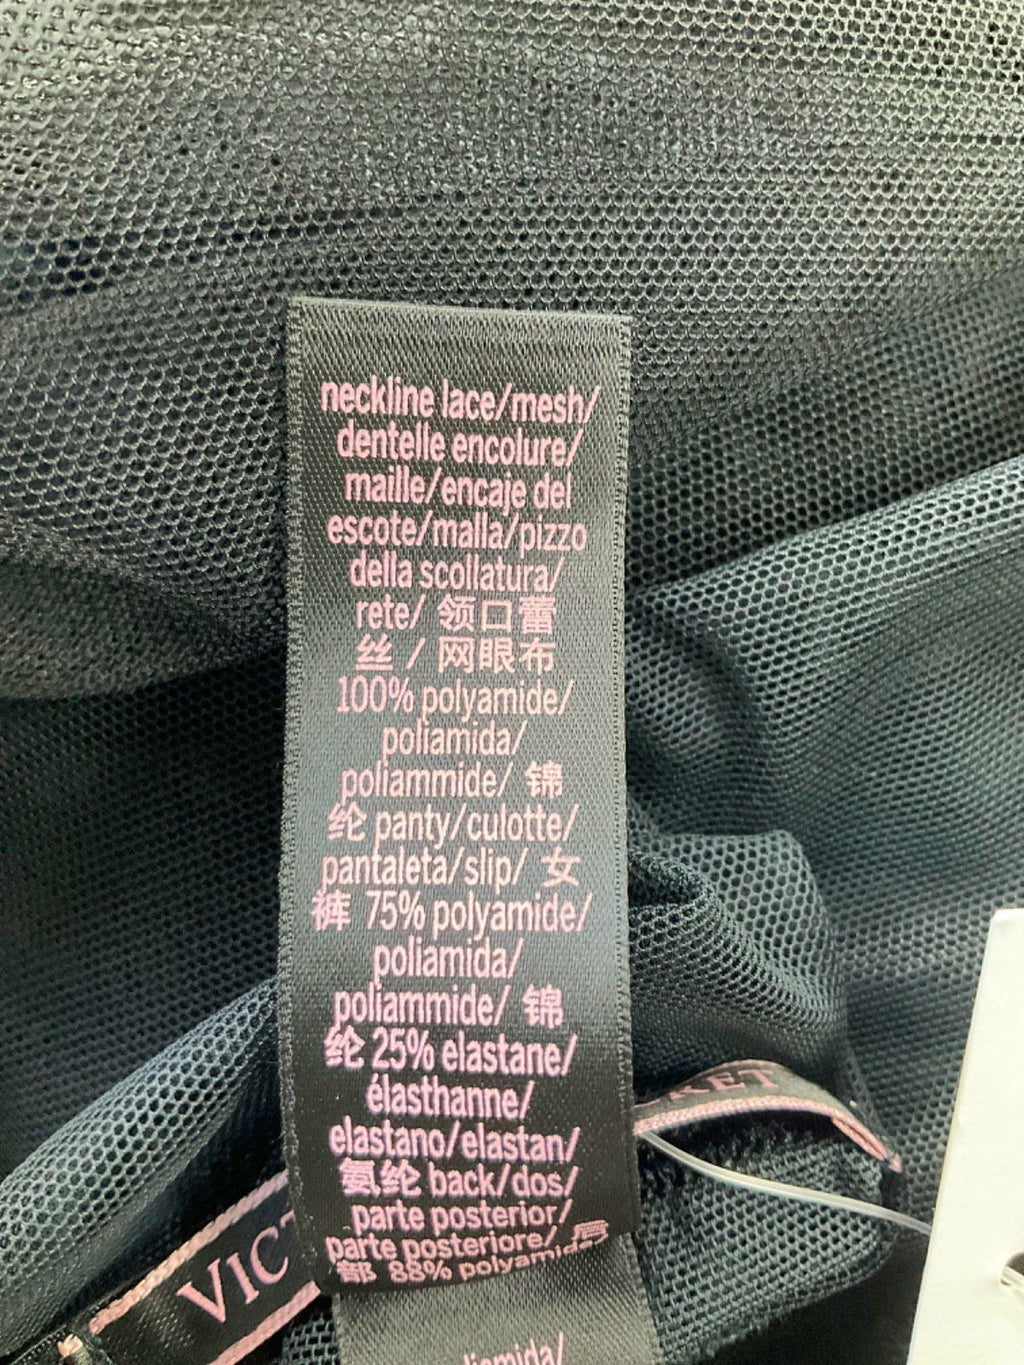 neckline lace/mesh/
dentelle encolure/
maille/encaje del
escote/malla/pizzo
della scollatura/
rete/ 领口蕾
丝 / 网眼布
100% polyamide/
poliamida/
poliammide/ 锦
纶 panty/culotte/
pantaleta/slip/ 女
裤 75% polyamide/
poliamida/
poliammide/ 锦
纶 25% elastane/
élasthanne/
elastano/elastan/
氨纶 back/dos/
parte posterior/
parte posteriore/ 后
部 88% polyamide
VICT